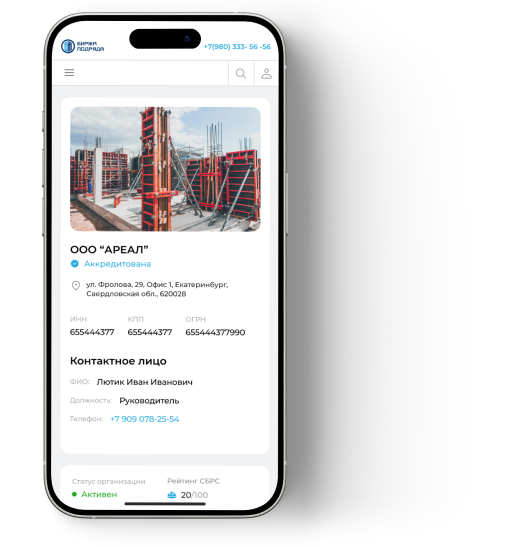 БИРЖА
ПОДРЯДА
+7(980) 333- 56 -56
ООО “АРЕАЛ”
Аккредитована
ул. Фролова, 29, Офис 1, Екатеринбург,
Свердловская обл., 620028
ИНН КПП ОГРН
655444377 655444377 655444377990
Контактное лицо
ФИО: Лютик Иван Иванович
Должность: Руководитель
Телефон: +7 909 078-25-54
Статус организации Рейтинг СБРС
Активен 20/100